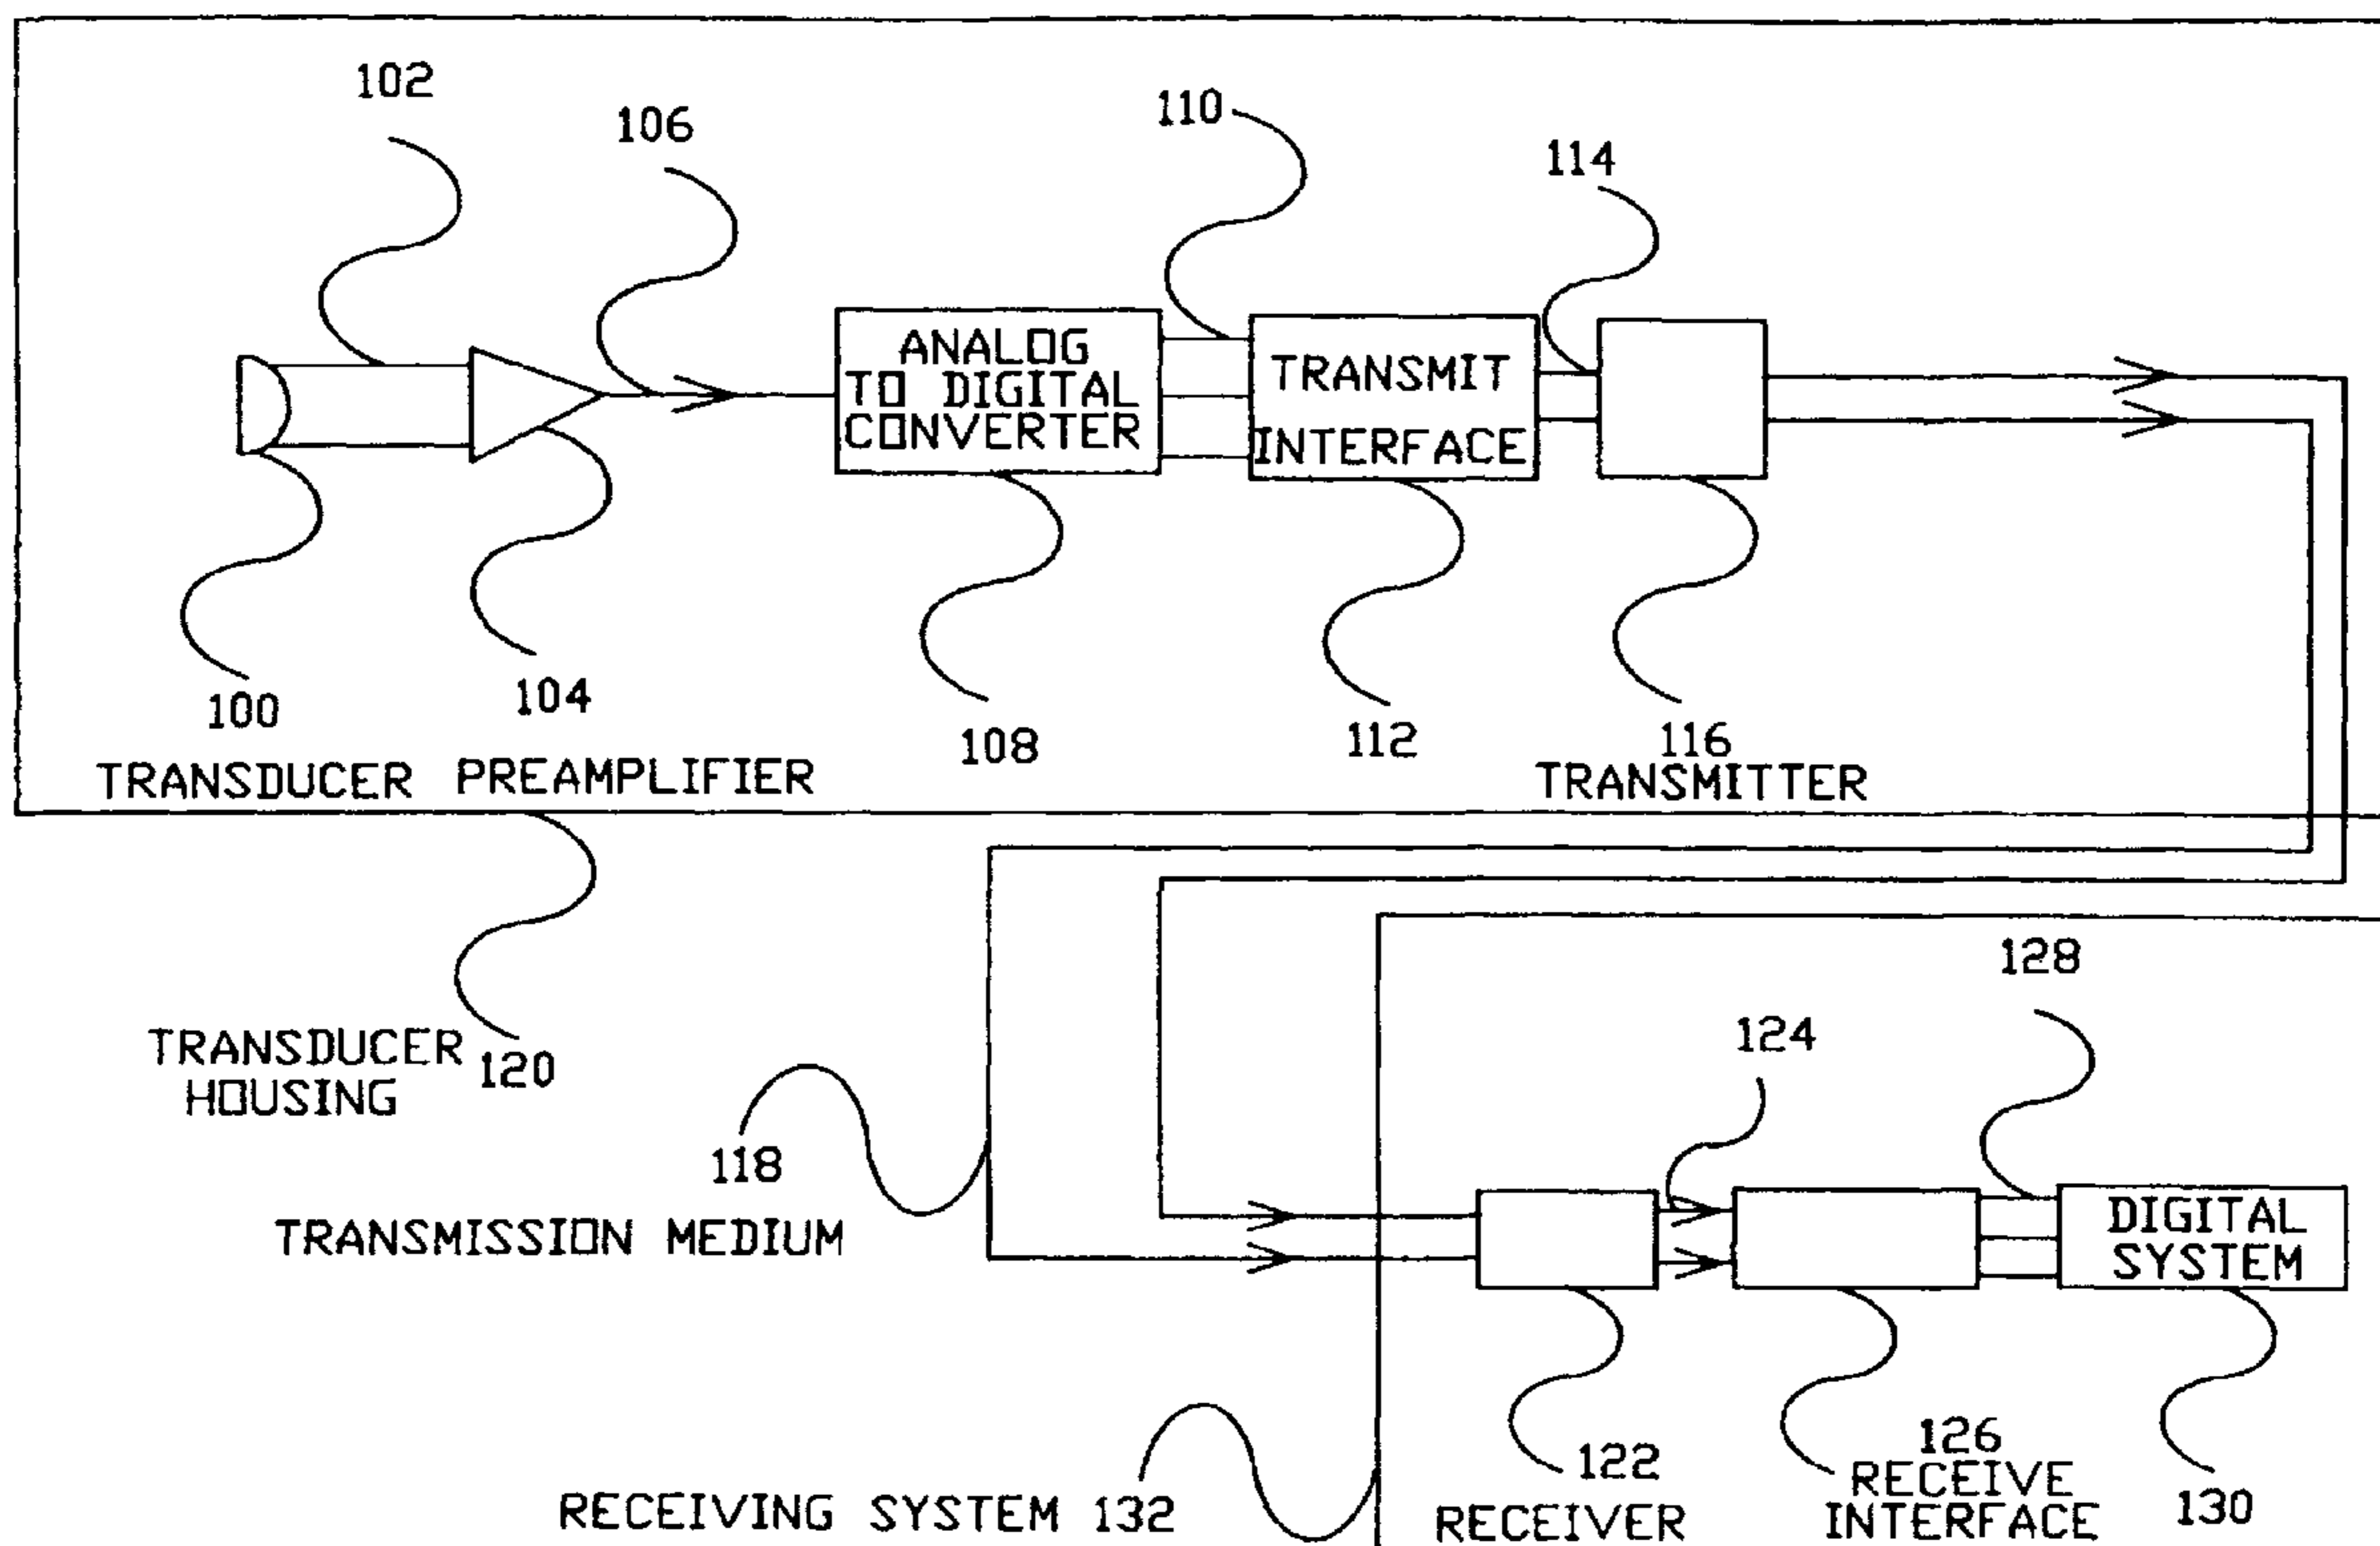 102
106
110
114
ANALOG
TO DIGITAL
CONVERTER
TRANSMIT
INTERFACE
100
104
108
112
116
TRANSDUCER
PREAMPLIFIER
TRANSMITTER
128
124
TRANSDUCER
HOUSING
120
118
TRANSMISSION MEDIUM
DIGITAL
SYSTEM
122
RECEIVER
126
RECEIVE
INTERFACE
130
RECEIVING SYSTEM 132